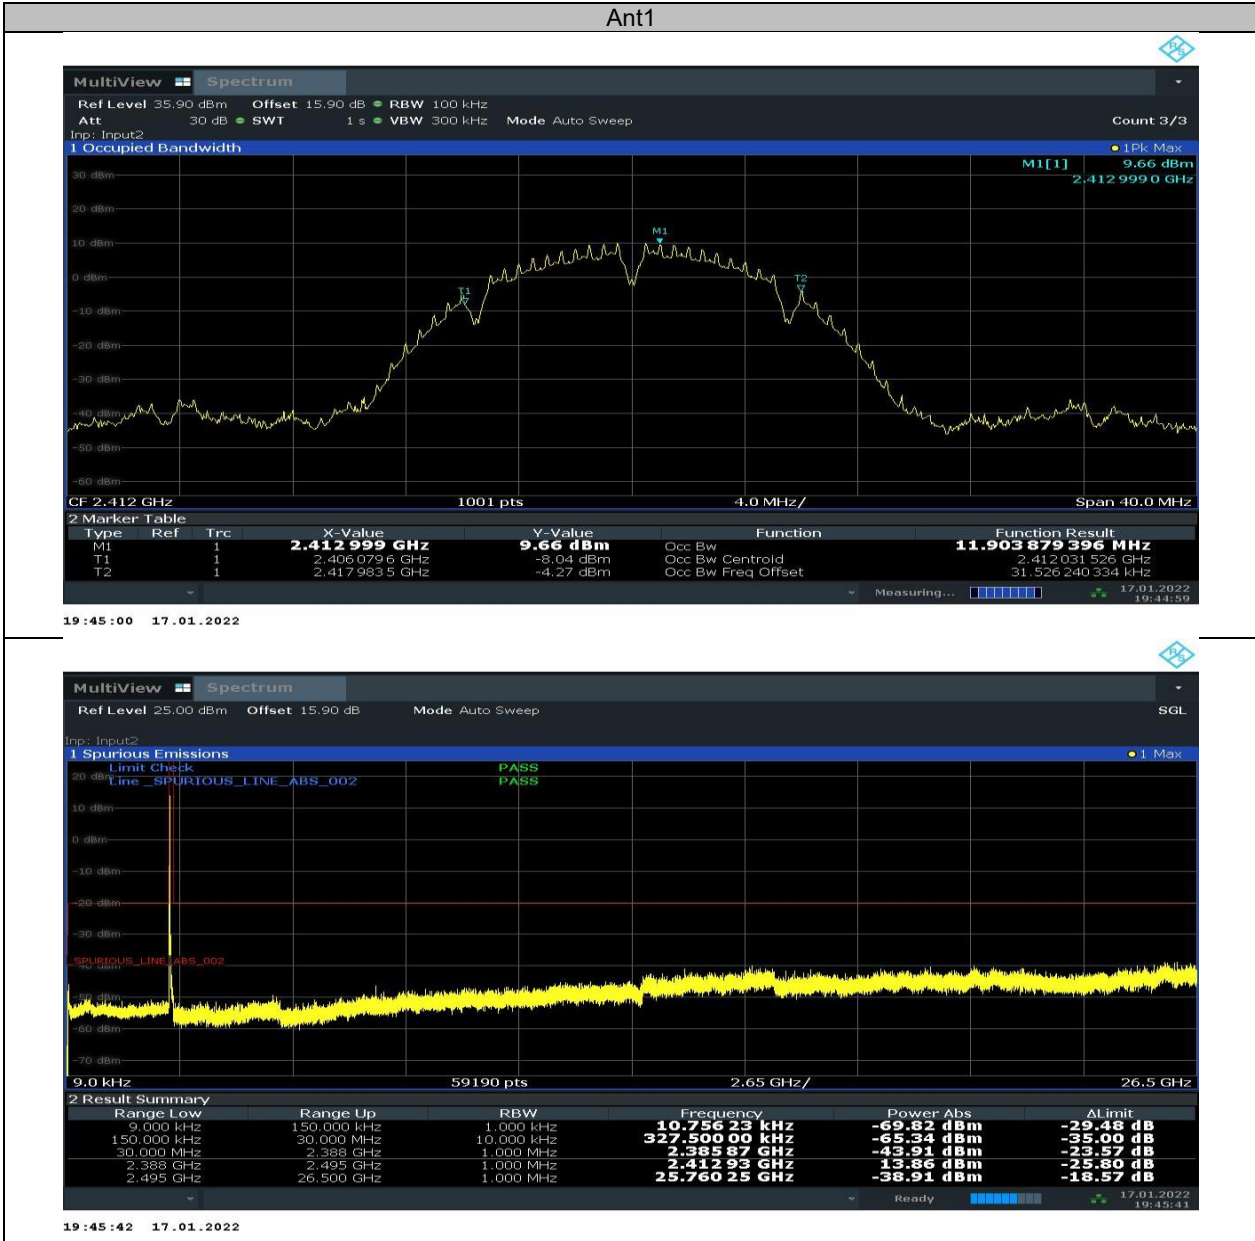 Ant1
R&S
MultiView Spectrum
Ref Level 35.90 dBm Offset 15.90 dB RBW 100 kHz
Att 30 dB SWT 1 s VBW 300 kHz Mode Auto Sweep Count 3/3
Inp: Input2
1 Occupied Bandwidth 1Pk Max
M1[1] 9.66 dBm
2.412 999 0 GHz
30 dBm
20 dBm
10 dBm
0 dBm
-10 dBm
-20 dBm
-30 dBm
-40 dBm
-50 dBm
-60 dBm
M1
T1
T2
CF 2.412 GHz 1001 pts 4.0 MHz/ Span 40.0 MHz
2 Marker Table
Type Ref Trc X-Value Y-Value Function Function Result
M1 1 2.412 999 GHz 9.66 dBm Occ Bw 11.903 879 396 MHz
T1 1 2.406 079 6 GHz -8.04 dBm Occ Bw Centroid 2.412 031 526 GHz
T2 1 2.417 983 5 GHz -4.27 dBm Occ Bw Freq Offset 31.526 240 334 kHz
Measuring... 17.01.2022
19:44:59
19:45:00 17.01.2022
R&S
MultiView Spectrum
Ref Level 25.00 dBm Offset 15.90 dB Mode Auto Sweep SGL
Inp: Input2
1 Spurious Emissions 1 Max
Limit Check PASS
20 dBm
Line _SPURIOUS_LINE_ABS_002 PASS
10 dBm
0 dBm
-10 dBm
-20 dBm
-30 dBm
_SPURIOUS_LINE_ABS_002
-40 dBm
-50 dBm
-60 dBm
-70 dBm
9.0 kHz 59190 pts 2.65 GHz/ 26.5 GHz
2 Result Summary
Range Low Range Up RBW Frequency Power Abs ΔLimit
9.000 kHz 150.000 kHz 1.000 kHz 10.756 23 kHz -69.82 dBm -29.48 dB
150.000 kHz 30.000 MHz 10.000 kHz 327.500 00 kHz -65.34 dBm -35.00 dB
30.000 MHz 2.388 GHz 1.000 MHz 2.385 87 GHz -43.91 dBm -23.57 dB
2.388 GHz 2.495 GHz 1.000 MHz 2.412 93 GHz 13.86 dBm -25.80 dB
2.495 GHz 26.500 GHz 1.000 MHz 25.760 25 GHz -38.91 dBm -18.57 dB
Ready 17.01.2022
19:45:41
19:45:42 17.01.2022